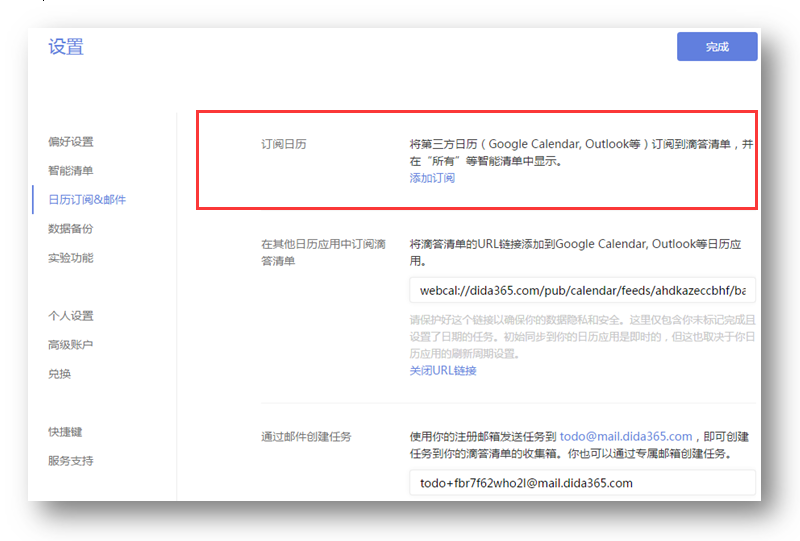 设置
完成
偏好设置
智能清单
日历订阅&邮件
数据备份
实验功能
个人设置
高级账户
兑换
快捷键
服务支持
订阅日历
将第三方日历（Google Calendar, Outlook等）订阅到滴答清单，并
在“所有”等智能清单中显示。
添加订阅
在其他日历应用中订阅滴
答清单
将滴答清单的URL链接添加到Google Calendar, Outlook等日历应
用。
webcal://dida365.com/pub/calendar/feeds/ahdkazeccbhf/ba
请保护好这个链接以确保你的数据隐私和安全。这里仅包含你未标记完成且
设置了日期的任务。初始同步到你的日历应用是即时的，但这也取决于你日
历应用的刷新周期设置。
关闭URL链接
通过邮件创建任务
使用你的注册邮箱发送任务到 todo@mail.dida365.com，即可创建
任务到你的滴答清单的收集箱。你也可以通过专属邮箱创建任务。
todo+fbr7f62who2l@mail.dida365.com